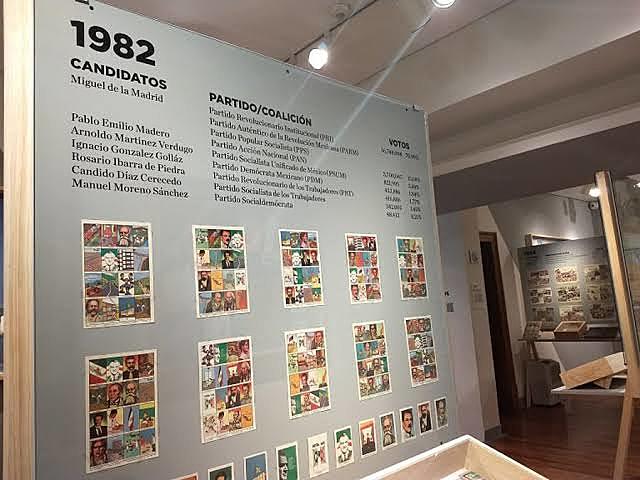 1982
CANDIDATOS
Miguel de la Madrid
Pablo Emilio Madero
Arnoldo Martínez Verdugo
Ignacio Gonzalez Gollaz
Rosario Ibarra de Piedra
Candido Díaz Cerecedo
Manuel Moreno Sánchez
PARTIDO/COALICIÓN
Partido Revolucionario Institucional (PRI)
Partido Auténtico de la Revolución Mexicana (PARM)
Partido Popular Socialista (PPS)
Partido Acción Nacional (PAN)
Partido Socialista Unificado de México (PSUM)
Partido Demócrata Mexicano (PDM)
Partido Revolucionario de los Trabajadores (PRT)
Partido Socialista de los Trabajadores
Partido Socialdemócrata
VOTOS